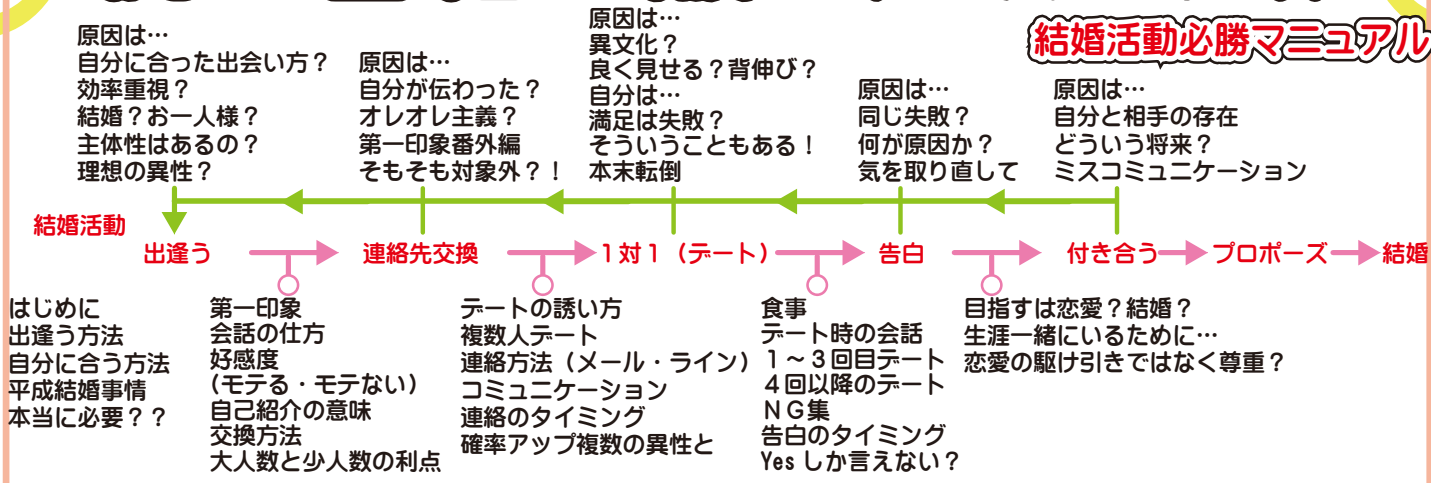 結婚活動必勝マニュアル
原因は…
自分に合った出会い方？
効率重視？
結婚？お一人様？
主体性はあるの？
理想の異性？
原因は…
自分が伝わった？
オレオレ主義？
第一印象番外編
そもそも対象外？！
原因は…
異文化？
良く見せる？背伸び？
自分は…
満足は失敗？
そういうこともある！
本末転倒
原因は…
同じ失敗？
何が原因か？
気を取り直して
原因は…
自分と相手の存在
どういう将来？
ミスコミュニケーション
結婚活動
出逢う
連絡先交換
１対１（デート）
告白
付き合う
プロポーズ
結婚
はじめに
出逢う方法
自分に合う方法
平成結婚事情
本当に必要？？
第一印象
会話の仕方
好感度
（モテる・モテない）
自己紹介の意味
交換方法
大人数と少人数の利点
デートの誘い方
複数人デート
連絡方法（メール・ライン）
コミュニケーション
連絡のタイミング
確率アップ複数の異性と
食事
デート時の会話
１～３回目デート
４回以降のデート
ＮＧ集
告白のタイミング
Yes しか言えない？
目指すは恋愛？結婚？
生涯一緒にいるために…
恋愛の駆け引きではなく尊重？